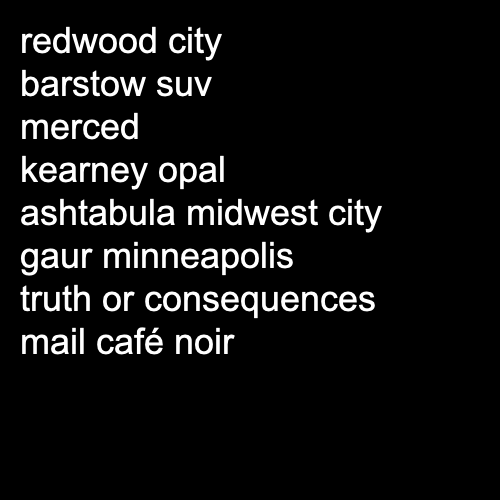 redwood city
barstow suv
merced
kearney opal
ashtabula midwest city
gaur minneapolis
truth or consequences
mail café noir